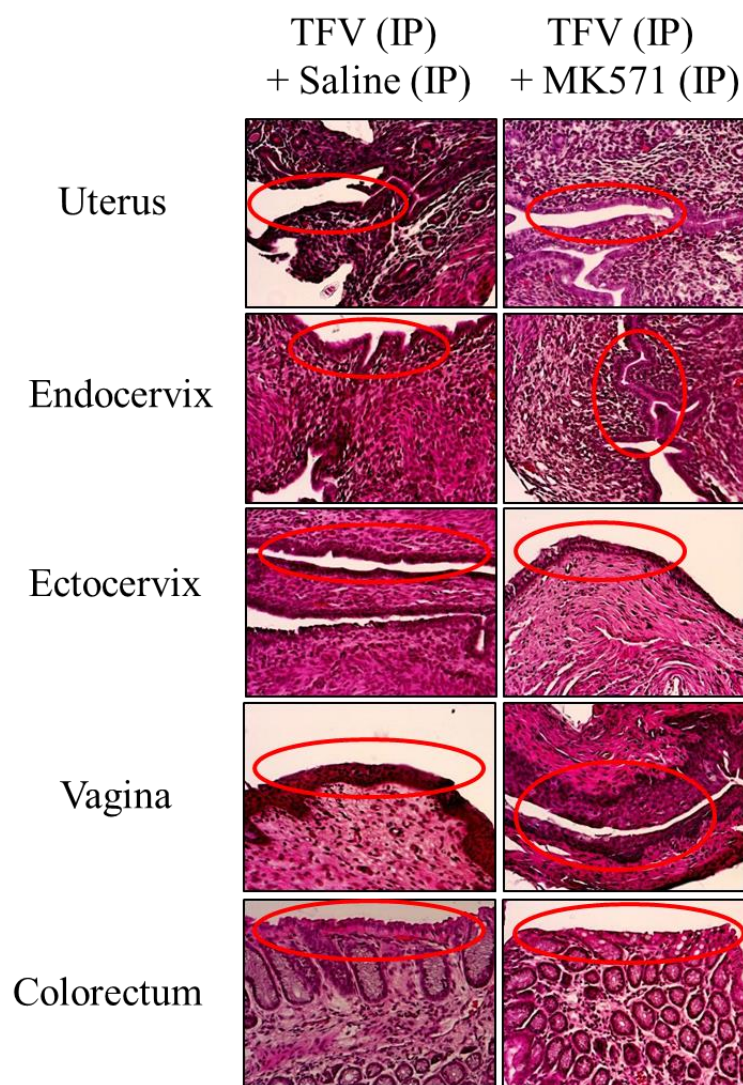 TFV (IP)
+ Saline (IP)
TFV (IP)
+ MK571 (IP)
Uterus
Endocervix
Ectocervix
Vagina
Colorectum